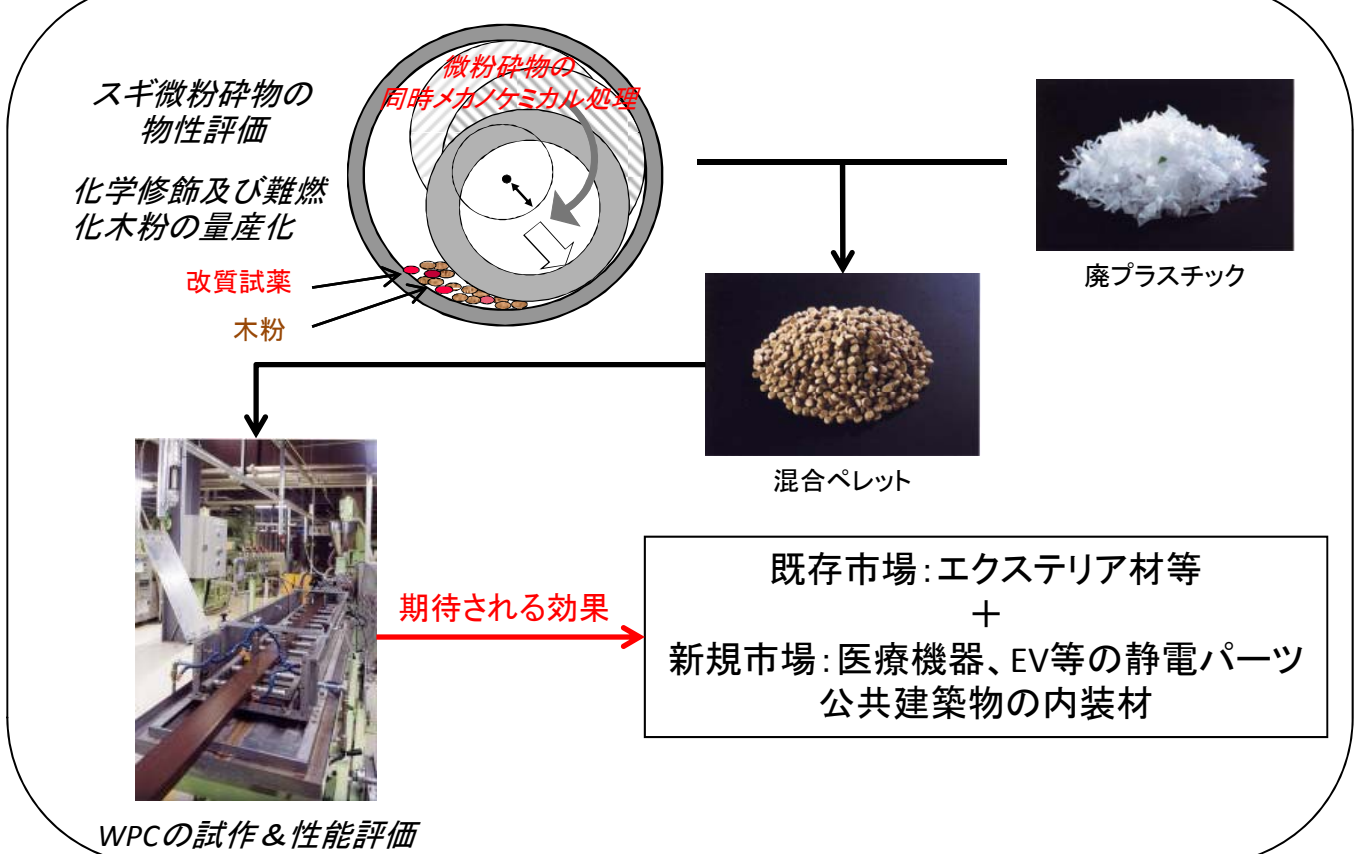 スギ微粉砕物の
物性評価
化学修飾及び難燃
化木粉の量産化
微粉砕物の
同時メカノケミカル処理
改質試薬
木粉
廃プラスチック
混合ペレット
期待される効果
既存市場：エクステリア材等
＋
新規市場：医療機器、EV等の静電パーツ
公共建築物の内装材
WPCの試作＆性能評価